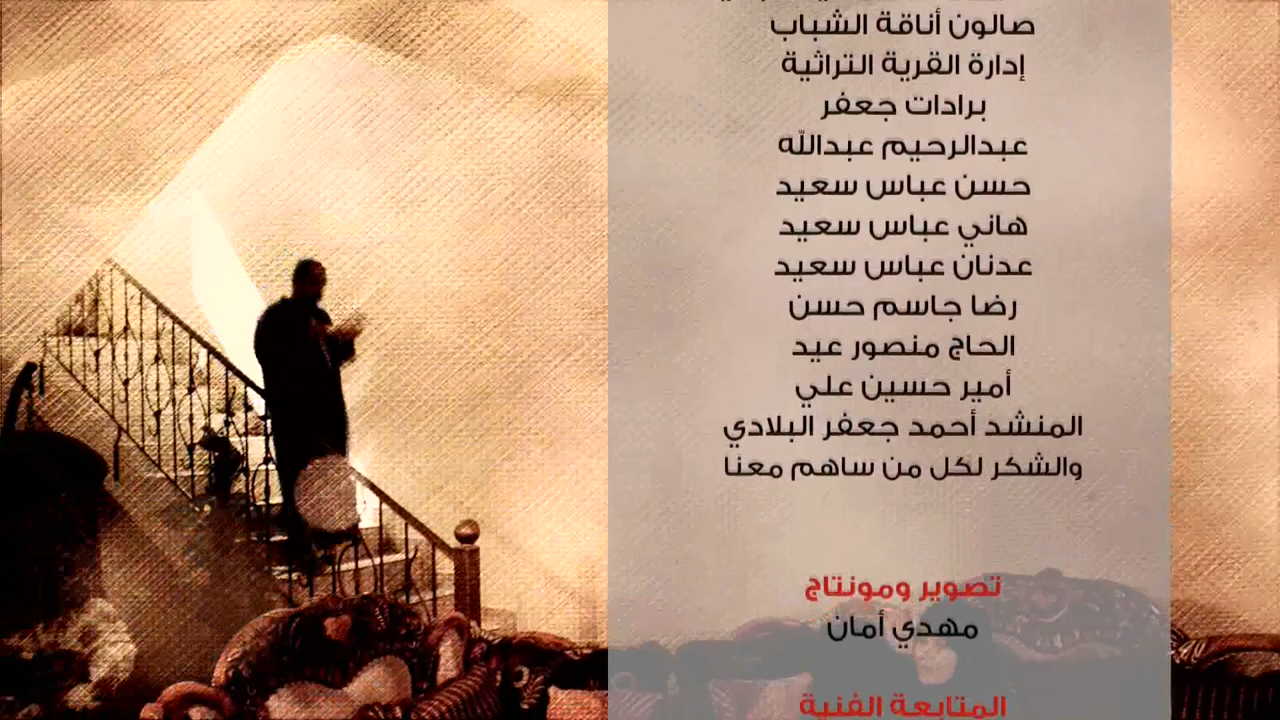 صالون أناقة الشباب
إدارة القرية التراثية
برادات جعفر
عبدالرحيم عبدالله
حسن عباس سعيد
هاني عباس سعيد
عدنان عباس سعيد
رضا جاسم حسن
الحاج منصور عيد
أمير حسين علي
المنشد أحمد جعفر البلادي
والشكر لكل من ساهم معنا
تصوير ومونتاج
مهدي أمان
المتابعة الفنية